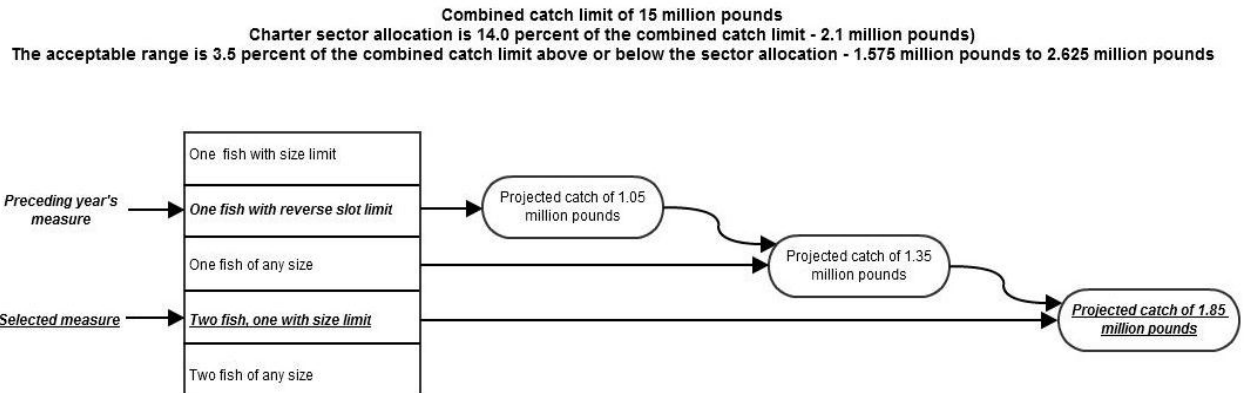 Combined catch limit of 15 million pounds
Charter sector allocation is 14.0 percent of the combined catch limit - 2.1 million pounds)
The acceptable range is 3.5 percent of the combined catch limit above or below the sector allocation - 1.575 million pounds to 2.625 million pounds
One fish with size limit
Preceding year's
measure
One fish with reverse slot limit
Projected catch of 1.05
million pounds
One fish of any size
Projected catch of 1.35
million pounds
Selected measure
Two fish, one with size limit
Projected catch of 1.85
million pounds
Two fish of any size